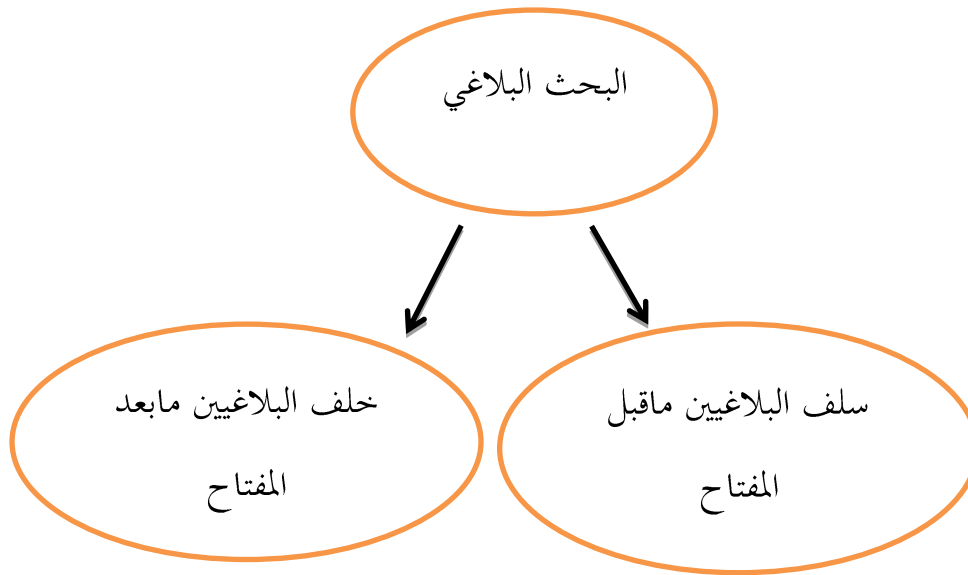 البحث البلاغي
سلف البلاغيين ماقبل
المفتاح
خلف البلاغيين مابعد
المفتاح